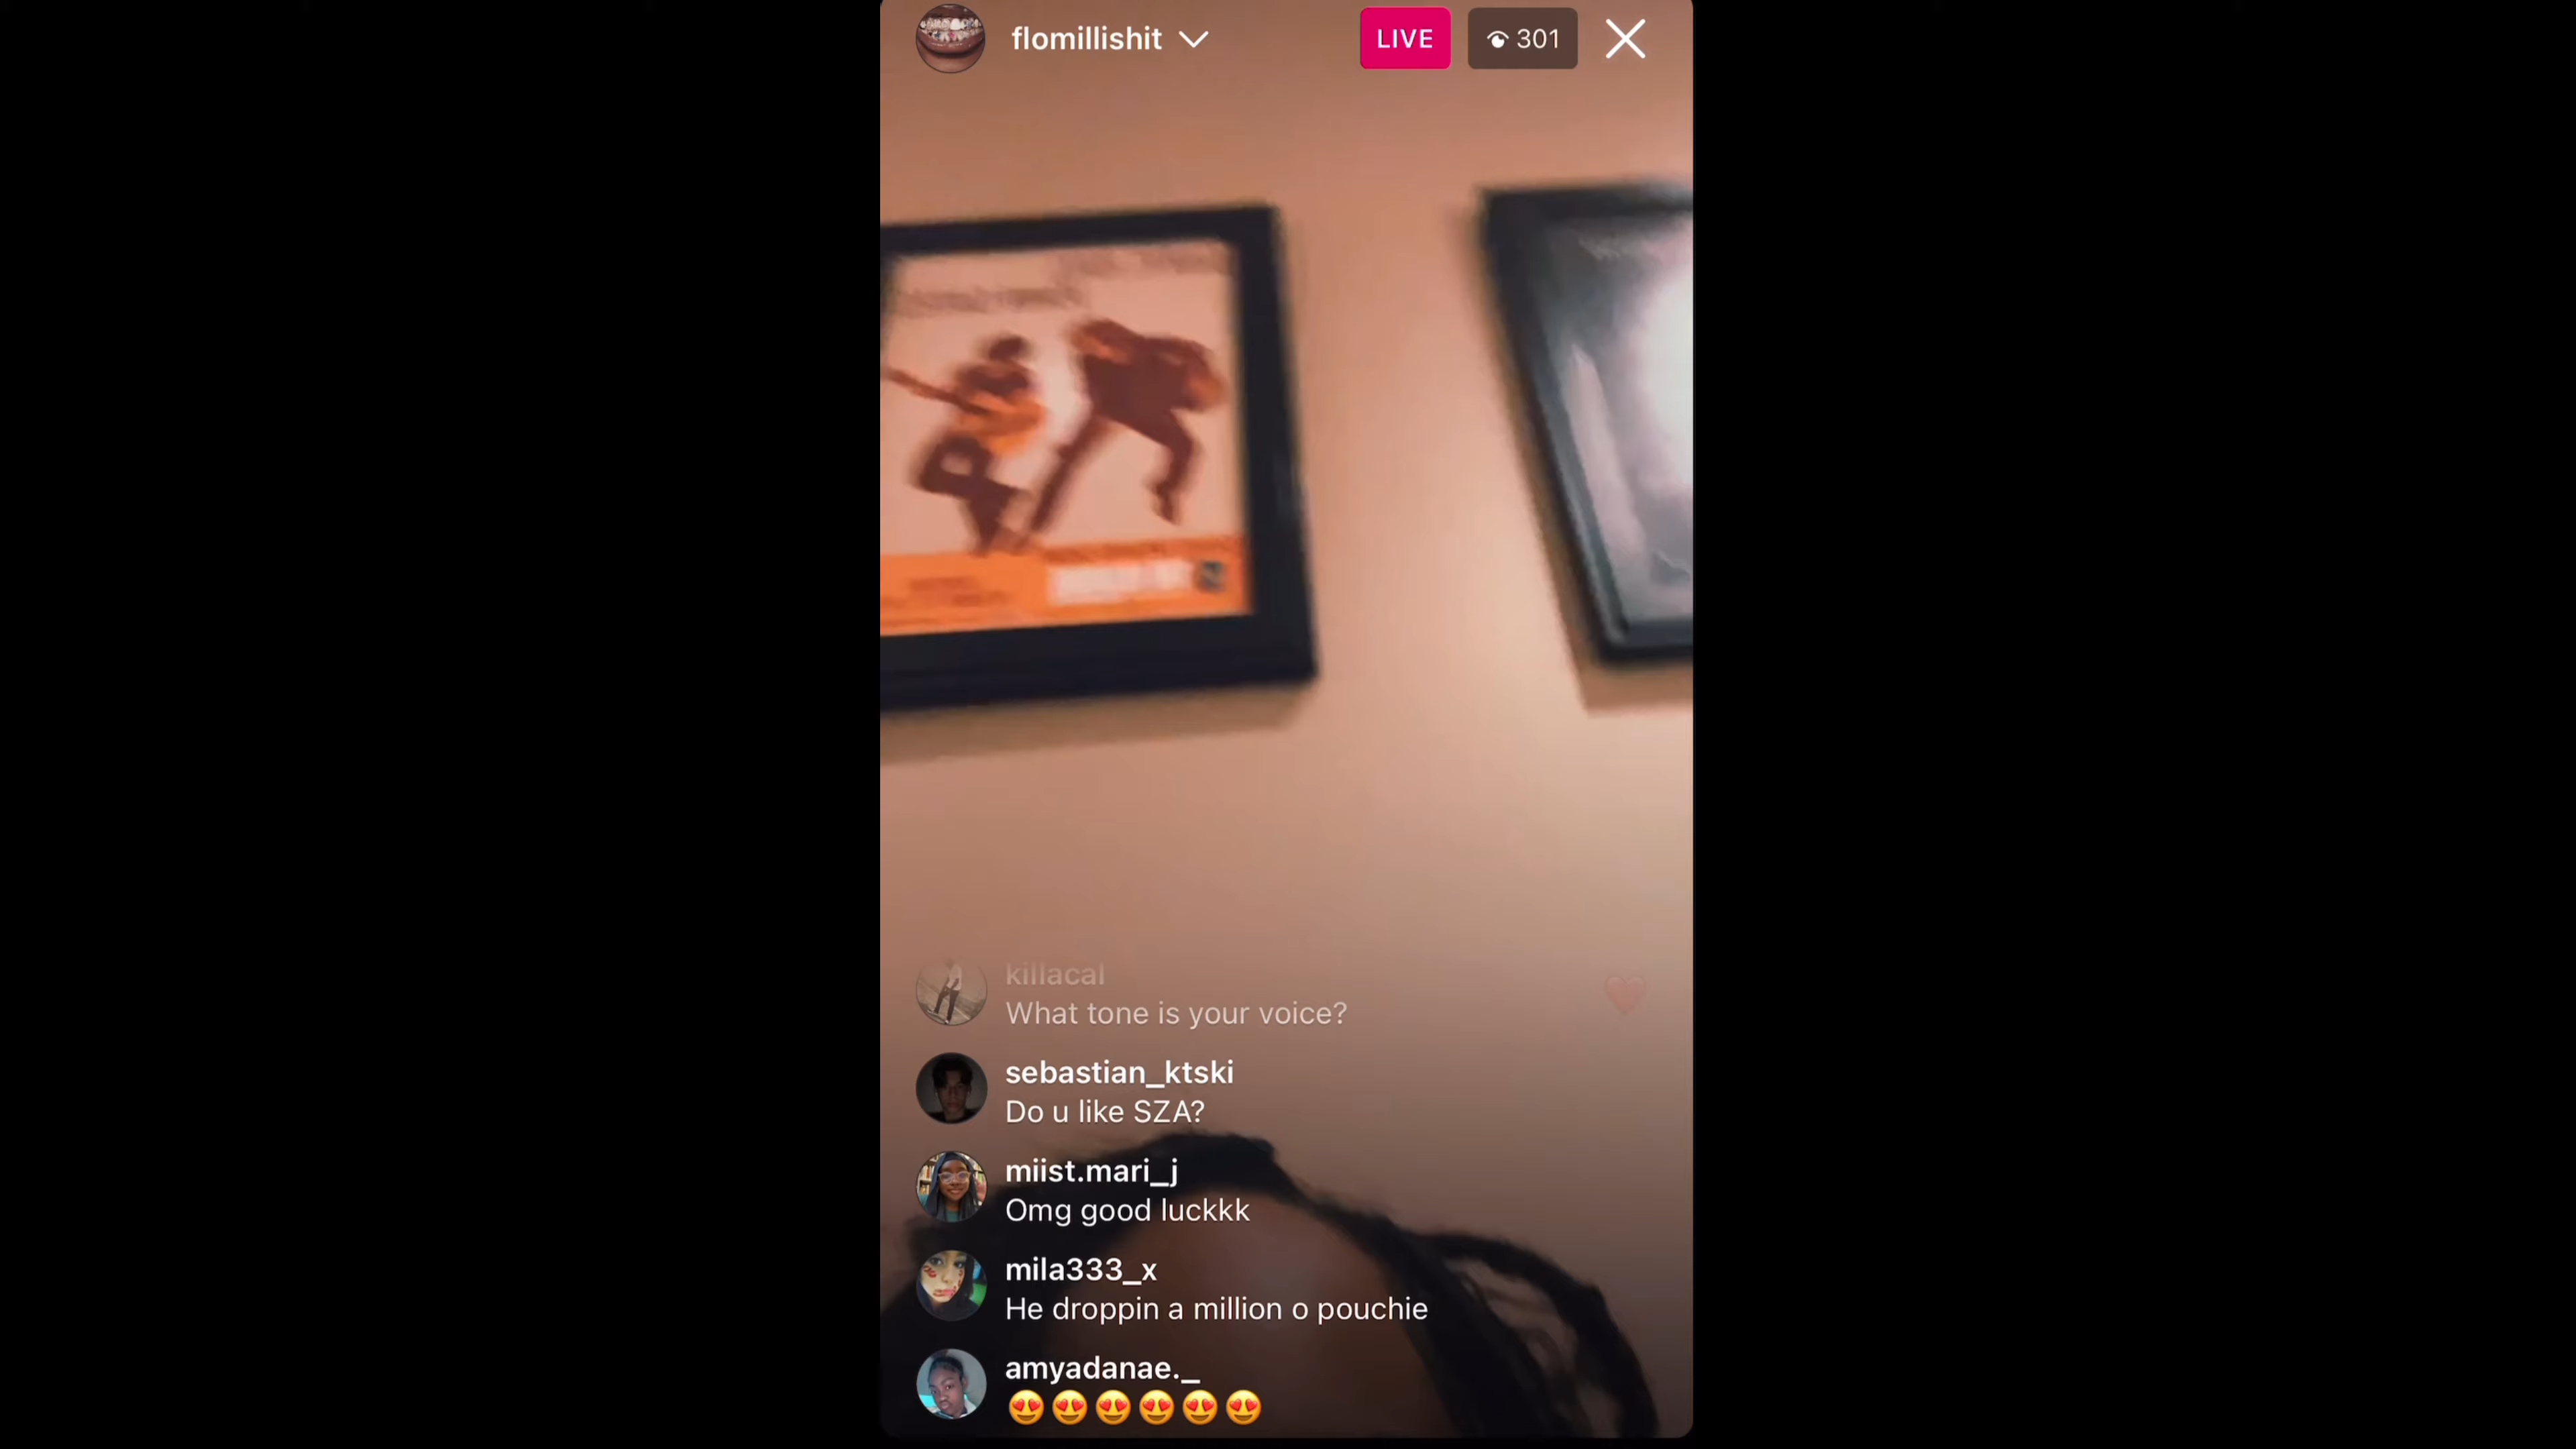 flomillishit
LIVE
301
killacal
What tone is your voice?
sebastian_ktski
Do u like SZA?
miist.mari_j
Omg good luckkk
mila333_x
He droppin a million o pouchie
amyadanae._
😍😍😍😍😍😍